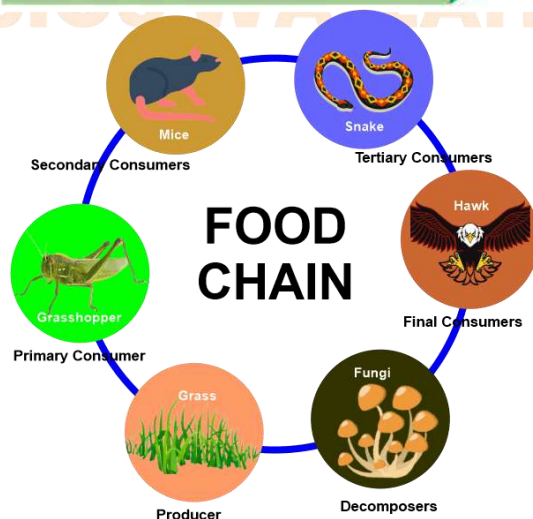 Mice
Snake
Secondary Consumers
Tertiary Consumers
Hawk
FOOD
CHAIN
Grasshopper
Final Consumers
Primary Consumer
Fungi
Grass
Decomposers
Producer